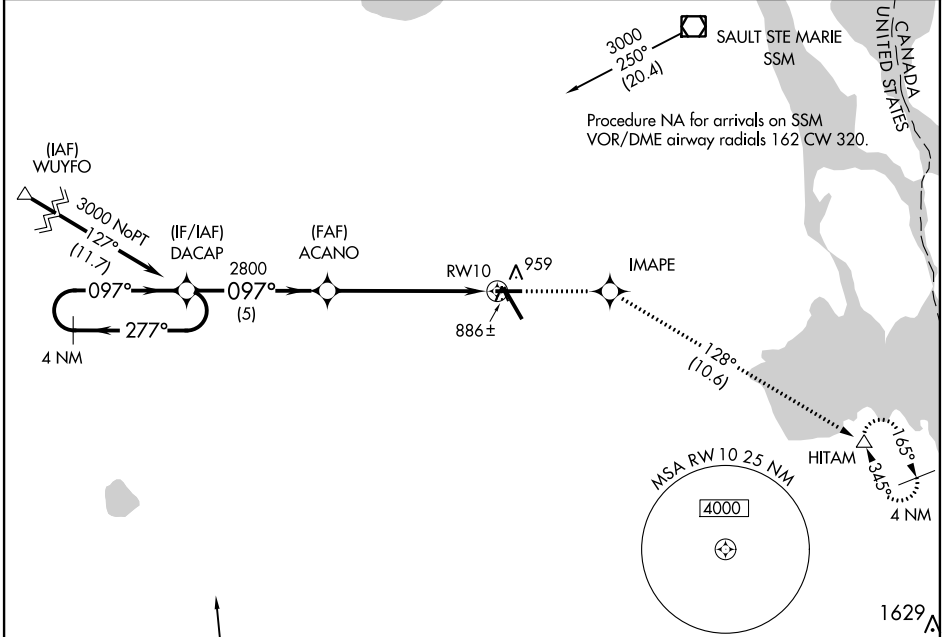 3000
250°
(20.4)
SAULT STE MARIE
SSM
CANADA
UNITED STATES
Procedure NA for arrivals on SSM
VOR/DME airway radials 162 CW 320.
(IAF)
WUYFO
3000 NoPT
127°
(11.7)
(IF/IAF)
DACAP
2800
097°
(5)
(FAF)
ACANO
RW10
959
886±
IMAPE
097°
277°
4 NM
128°
(10.6)
HITAM
165°
345°
4 NM
MSA RW 10 25 NM
4000
1629